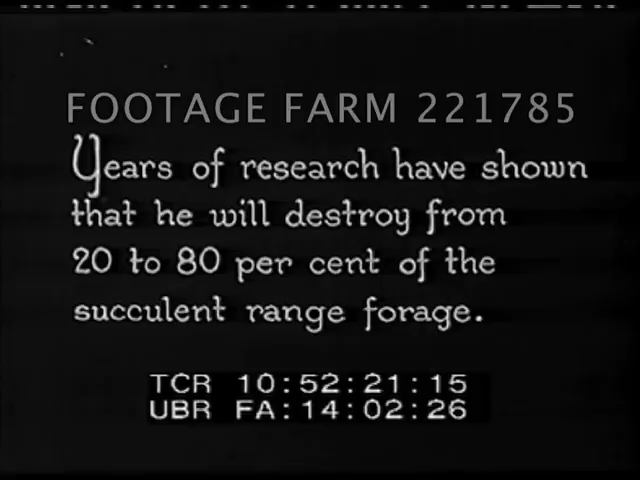 FOOTAGE FARM 221785
Years of research have shown
that he will destroy from
20 to 80 per cent of the
succulent range forage.
TCR 10:52:21:15
UBR FA:14:02:26